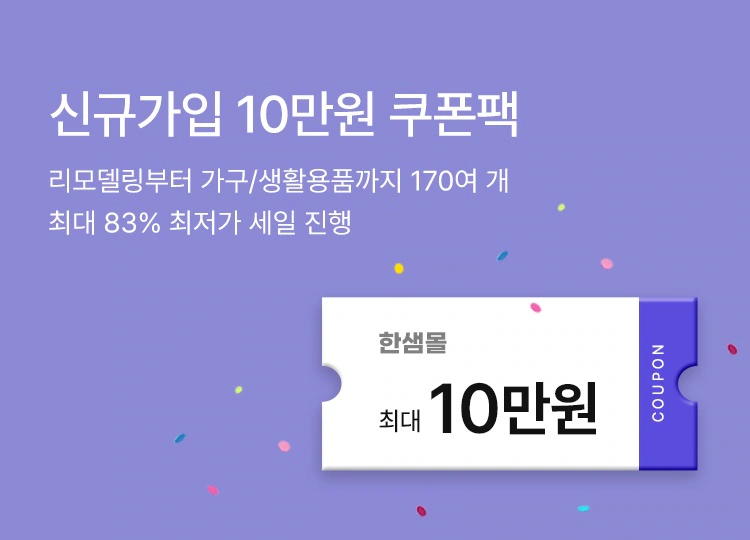 신규가입 10만원 쿠폰팩
리모델링부터 가구/생활용품까지 170여 개
최대 83% 최저가 세일 진행
한샘몰
최대 10만원
COUPON